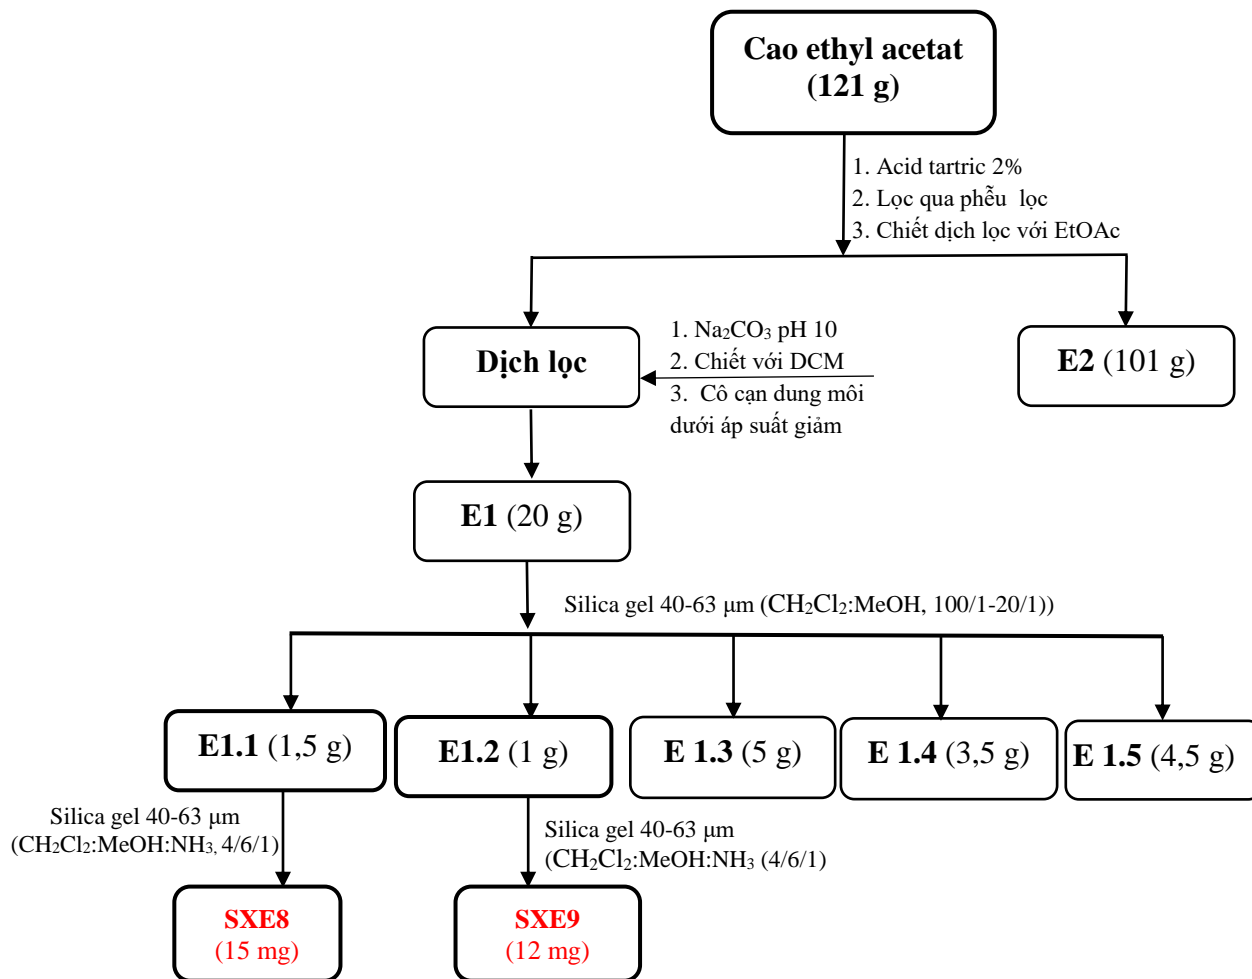 Cao ethyl acetat
(121 g)
1. Acid tartric 2%
2. Lọc qua phễu lọc
3. Chiết dịch lọc với EtOAc
Dịch lọc
1. Na₂CO₃ pH 10
2. Chiết với DCM
3. Cô cạn dung môi
dưới áp suất giảm
E2 (101 g)
E1 (20 g)
Silica gel 40-63 μm (CH₂Cl₂:MeOH, 100/1-20/1))
E1.1 (1,5 g)
E1.2 (1 g)
E 1.3 (5 g)
E 1.4 (3,5 g)
E 1.5 (4,5 g)
Silica gel 40-63 μm
(CH₂Cl₂:MeOH:NH₃, 4/6/1)
Silica gel 40-63 μm
(CH₂Cl₂:MeOH:NH₃ (4/6/1)
SXE8
(15 mg)
SXE9
(12 mg)